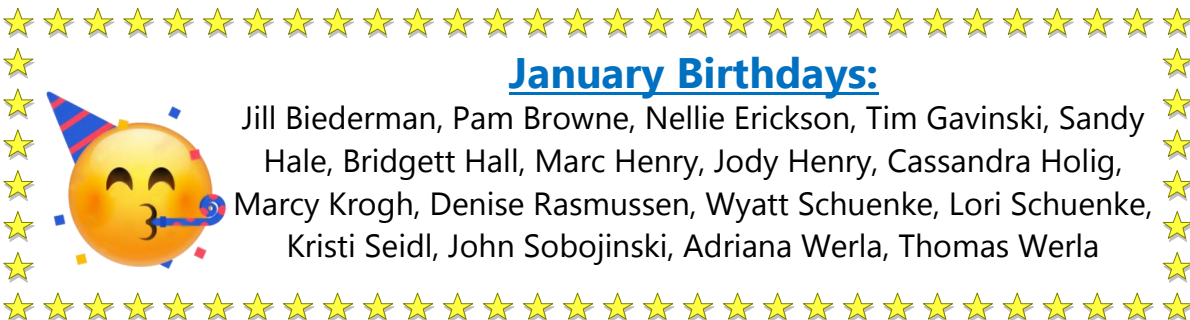 January Birthdays:
Jill Biederman, Pam Browne, Nellie Erickson, Tim Gavinski, Sandy
Hale, Bridgett Hall, Marc Henry, Jody Henry, Cassandra Holig,
Marcy Krogh, Denise Rasmussen, Wyatt Schuenke, Lori Schuenke,
Kristi Seidl, John Sobojinski, Adriana Werla, Thomas Werla